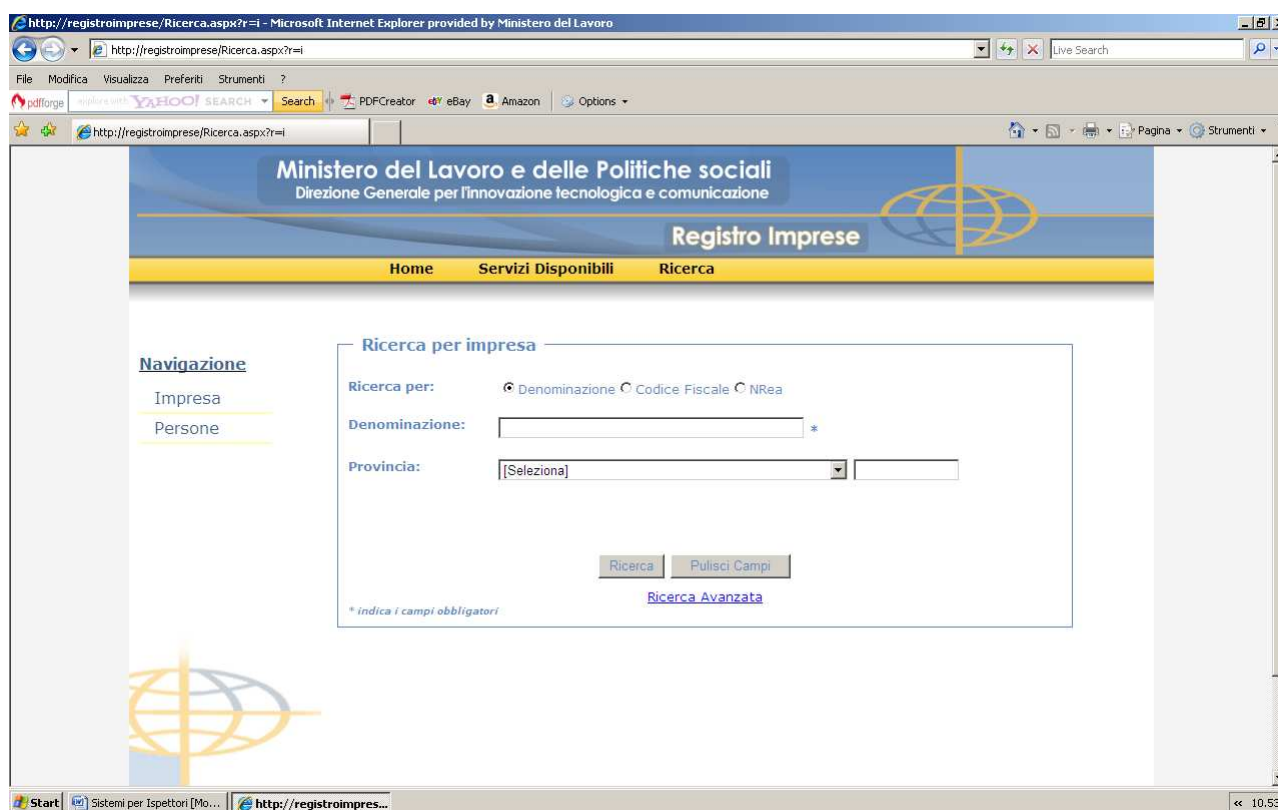 http://registroimprese/Ricerca.aspx?r=i - Microsoft Internet Explorer provided by Ministero del Lavoro
http://registroimprese/Ricerca.aspx?r=i
Live Search
File Modifica Visualizza Preferiti Strumenti ?
pdfforge YAHOO! SEARCH Search PDFCreator eBay Amazon Options
http://registroimprese/Ricerca.aspx?r=i Pagina Strumenti
Ministero del Lavoro e delle Politiche sociali
Direzione Generale per l'innovazione tecnologica e comunicazione
Registro Imprese
Home Servizi Disponibili Ricerca
Navigazione
Impresa
Persone
Ricerca per impresa
Ricerca per: Denominazione Codice Fiscale NRea
Denominazione: *
Provincia: [Seleziona]
Ricerca Pulisci Campi
Ricerca Avanzata
* indica i campi obbligatori
Start Sistemi per Ispettori [Mo... http://registroimpres... « 10.53